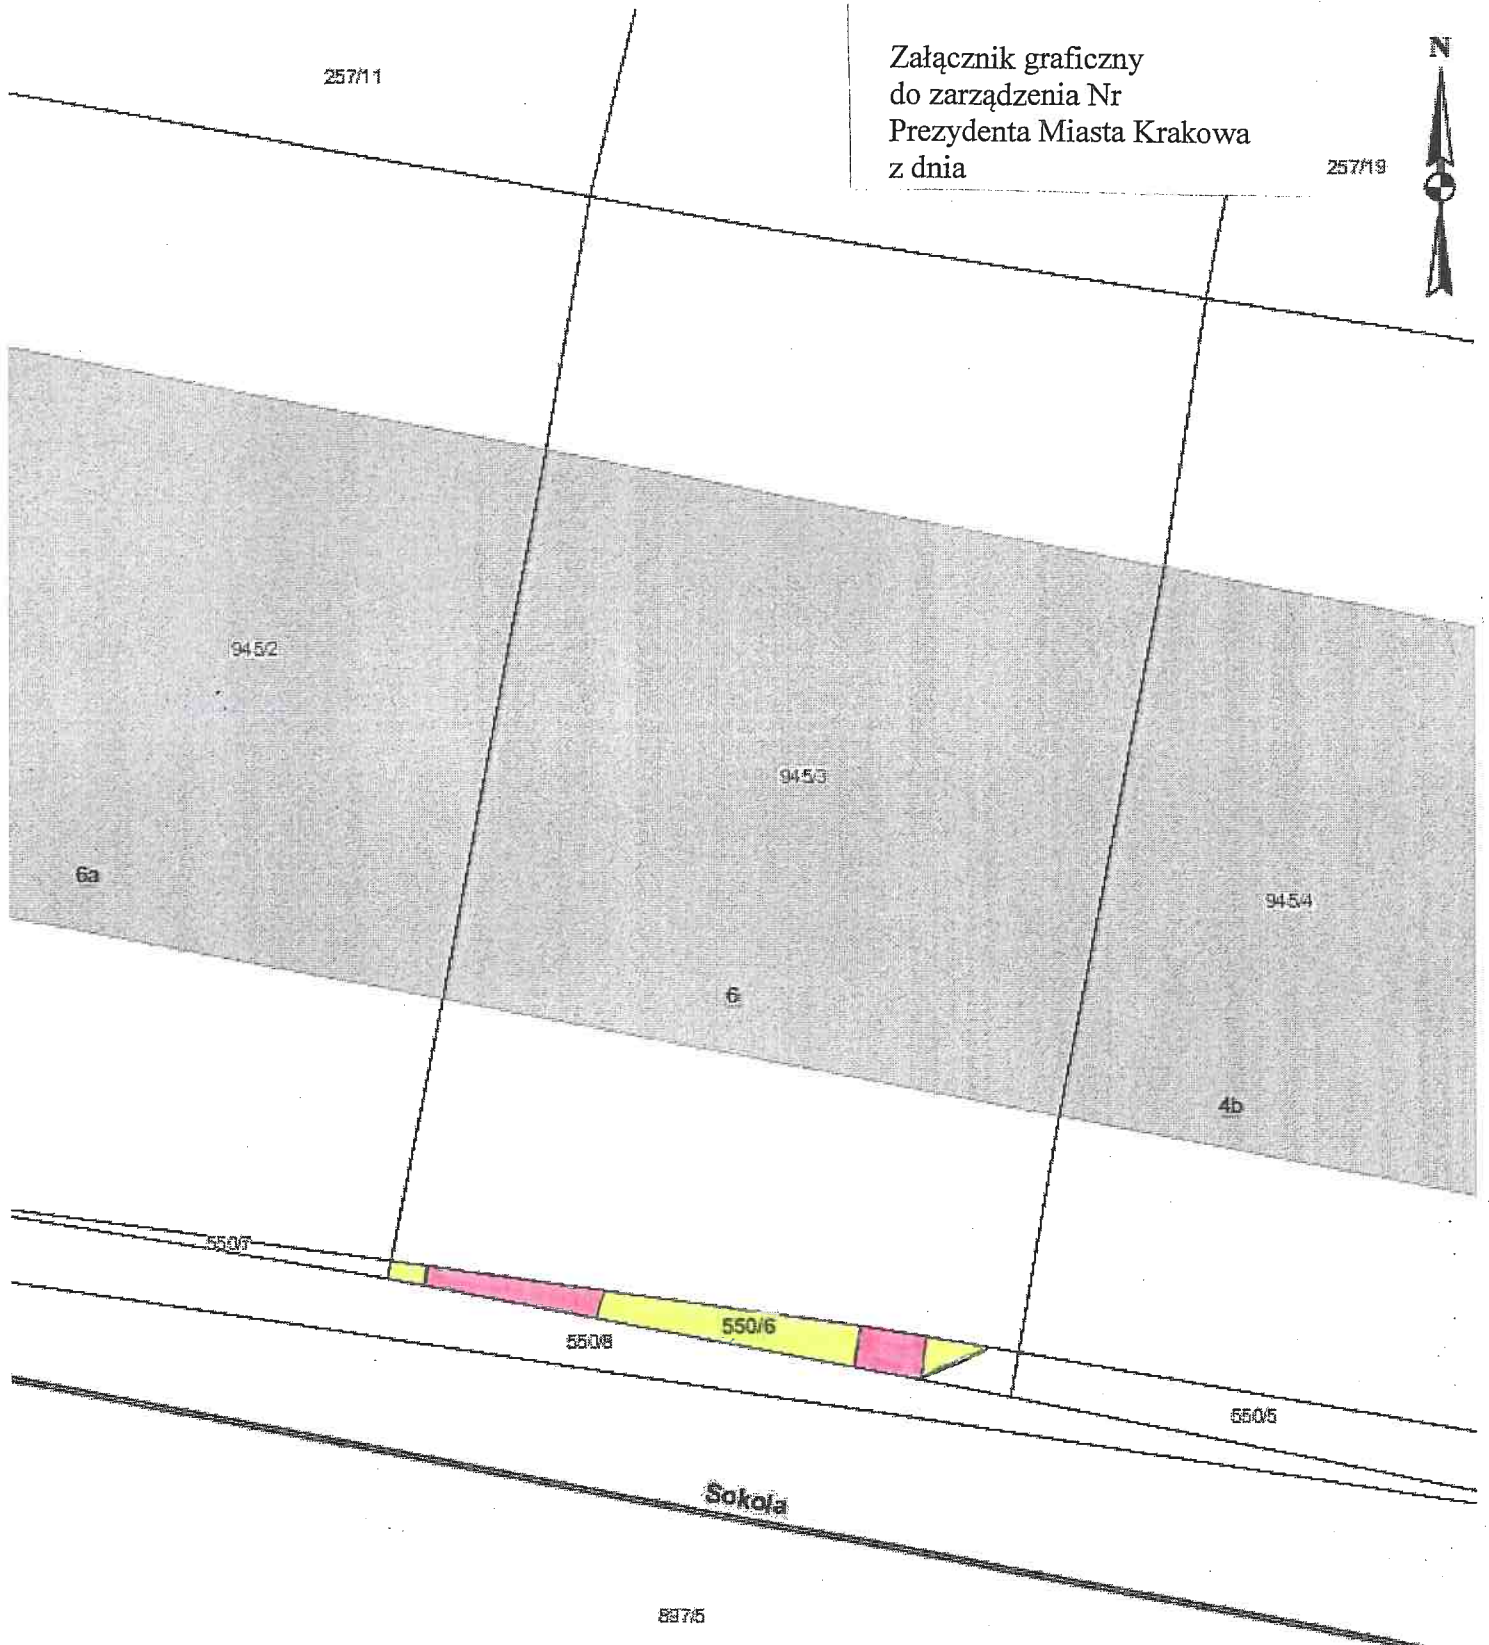 257/11
Załącznik graficzny
do zarządzenia Nr
Prezydenta Miasta Krakowa
z dnia
N
257/19
945/2
945/3
6a
945/4
6
4b
550/7
550/6
550/8
550/5
Sokola
897/5